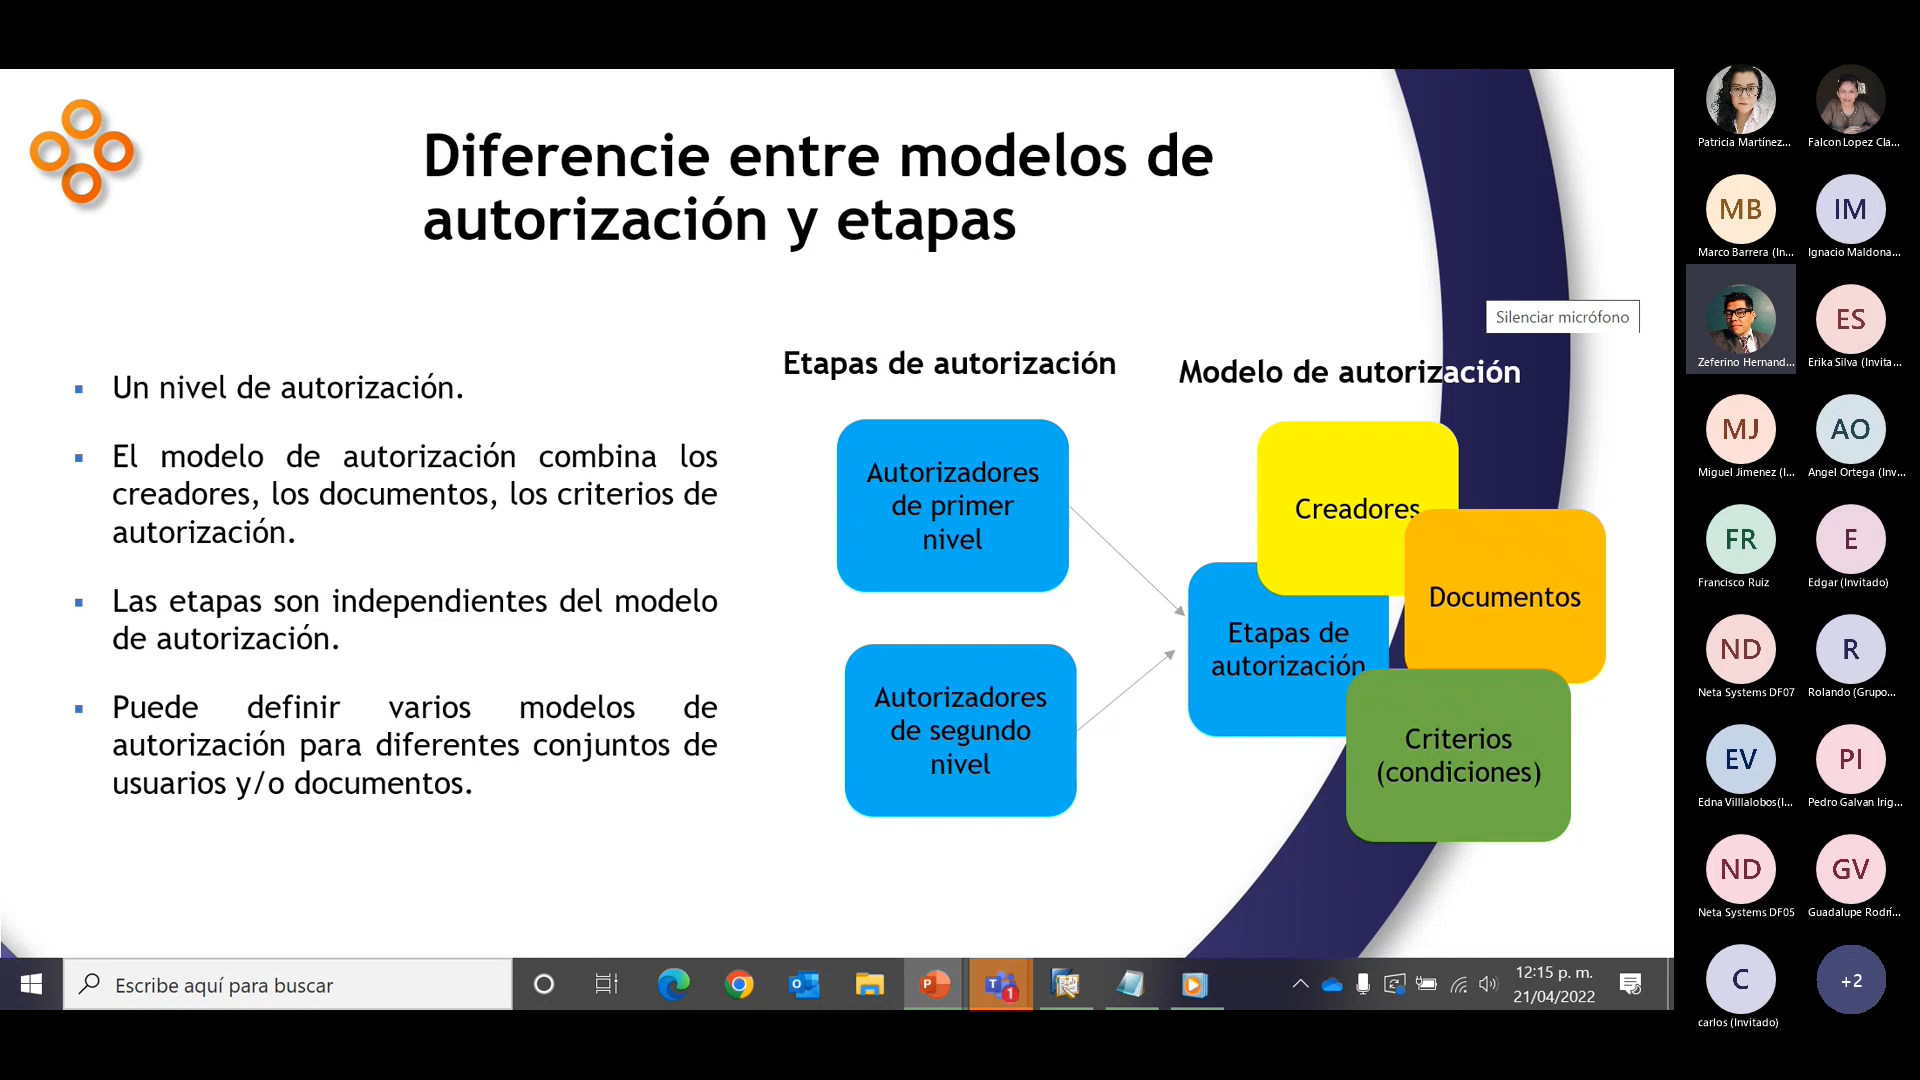 Diferencie entre modelos de
autorización y etapas
Silenciar micrófono
▪ Un nivel de autorización.
▪ El modelo de autorización combina los
creadores, los documentos, los criterios de
autorización.
▪ Las etapas son independientes del modelo
de autorización.
▪ Puede definir varios modelos de
autorización para diferentes conjuntos de
usuarios y/o documentos.
Etapas de autorización
Autorizadores
de primer
nivel
Autorizadores
de segundo
nivel
Modelo de autorización
Creadores
Documentos
Etapas de
autorización
Criterios
(condiciones)
Escribe aquí para buscar
1
12:15 p. m.
21/04/2022
Patricia Martínez...
Falcon Lopez Cla...
MB
Marco Barrera (In...
IM
Ignacio Maldona...
Zeferino Hernand...
ES
Erika Silva (Invita...
MJ
Miguel Jimenez (I...
AO
Angel Ortega (Inv...
FR
Francisco Ruiz
E
Edgar (Invitado)
ND
Neta Systems DF07
R
Rolando (Grupo...
EV
Edna Villlalobos(I...
PI
Pedro Galvan Irig...
ND
Neta Systems DF05
GV
Guadalupe Rodrí...
C
carlos (Invitado)
+2